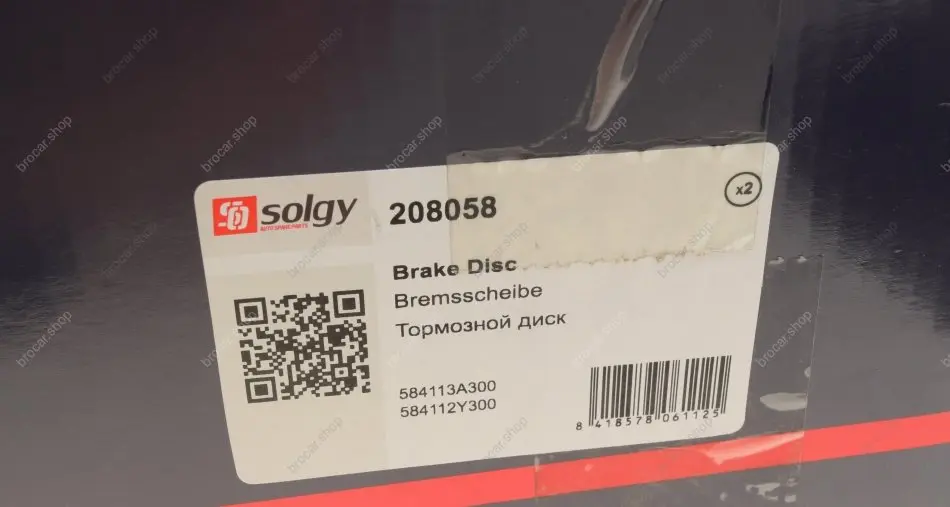 solgy
AUTO SPARE PARTS
208058
x2
Brake Disc
Bremsscheibe
Тормозной диск
584113A300
584112Y300
8 418578 061125
brocar.shop